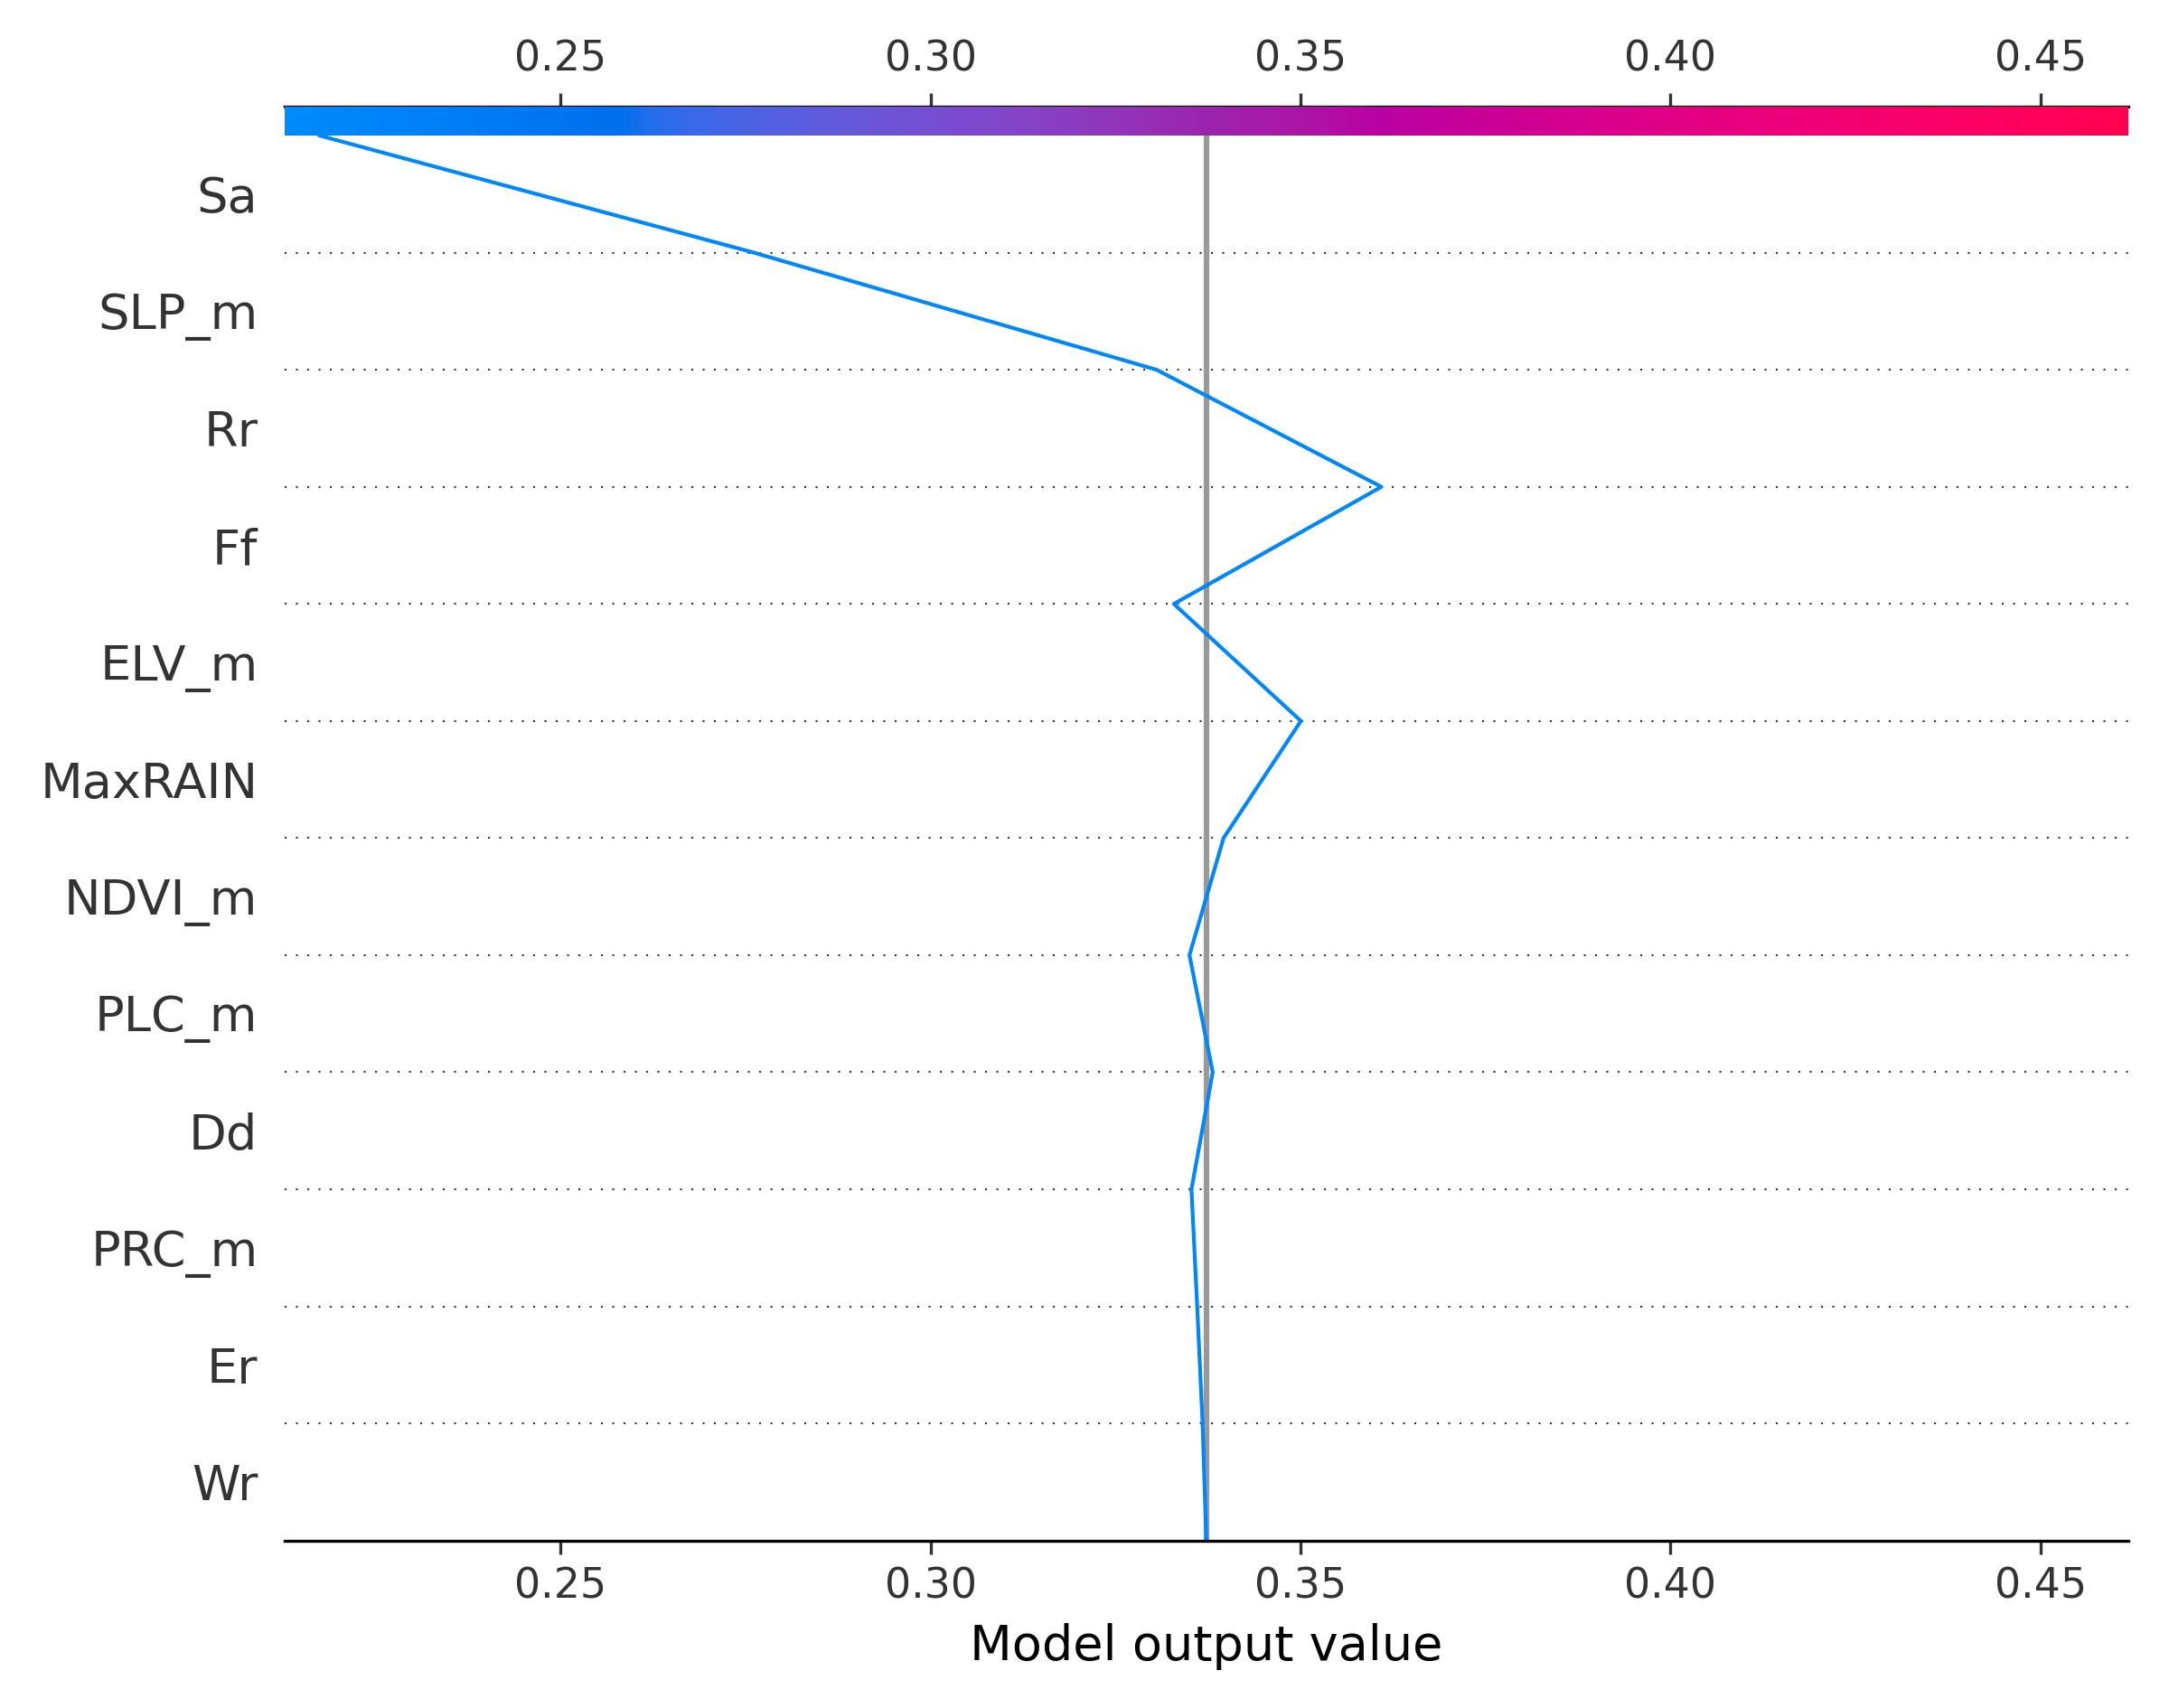 0.25 0.30 0.35 0.40 0.45
Sa
SLP_m
Rr
Ff
ELV_m
MaxRAIN
NDVI_m
PLC_m
Dd
PRC_m
Er
Wr
0.25 0.30 0.35 0.40 0.45
Model output value